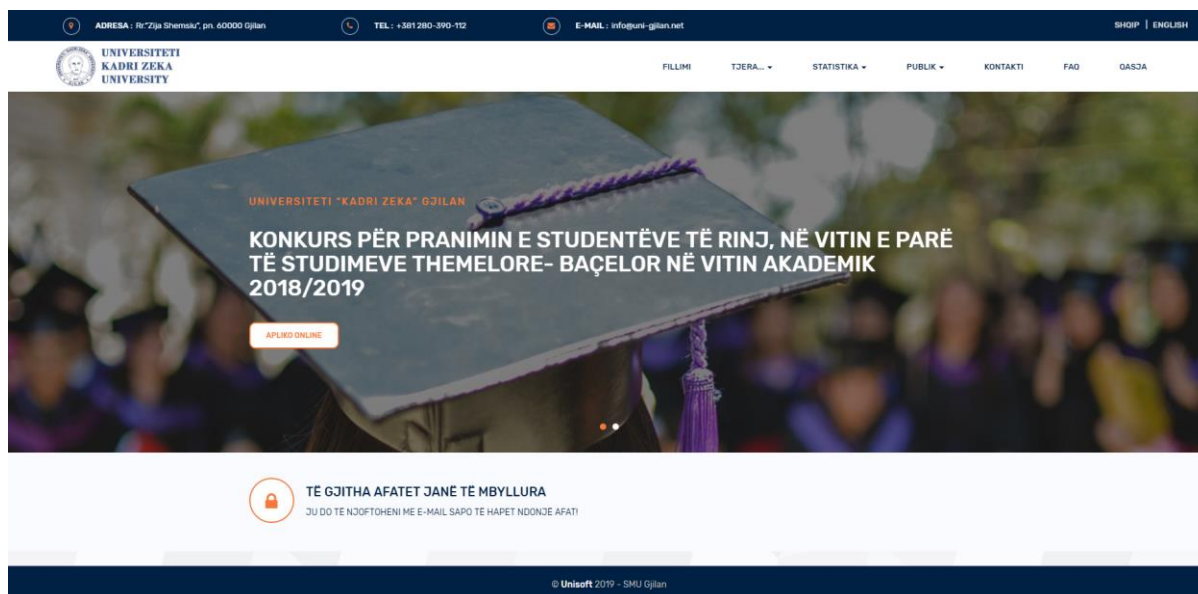 ADRESA : Rr."Zija Shemsiu", pn. 60000 Gjilan
TEL : +381 280-390-112
E-MAIL : info@uni-gjilan.net
SHQIP | ENGLISH
UNIVERSITETI
KADRI ZEKA
UNIVERSITY
FILLIMI
TJERA...
STATISTIKA
PUBLIK
KONTAKTI
FAQ
QASJA
UNIVERSITETI "KADRI ZEKA" GJILAN
KONKURS PËR PRANIMIN E STUDENTËVE TË RINJ, NË VITIN E PARË
TË STUDIMEVE THEMELORE- BAÇELOR NË VITIN AKADEMIK
2018/2019
APLIKO ONLINE
TË GJITHA AFATET JANË TË MBYLLURA
JU DO TË NJOFTOHENI ME E-MAIL SAPO TË HAPET NDONJË AFAT!
© Unisoft 2019 - SMU Gjilan